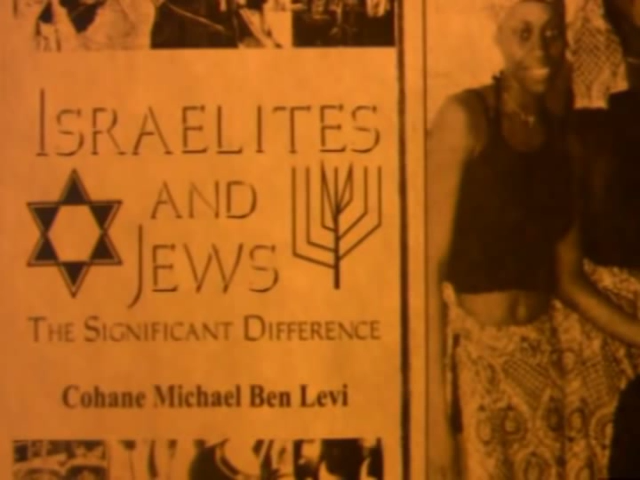 ISRAELITES
AND
JEWS
THE SIGNIFICANT DIFFERENCE
Cohane Michael Ben Levi